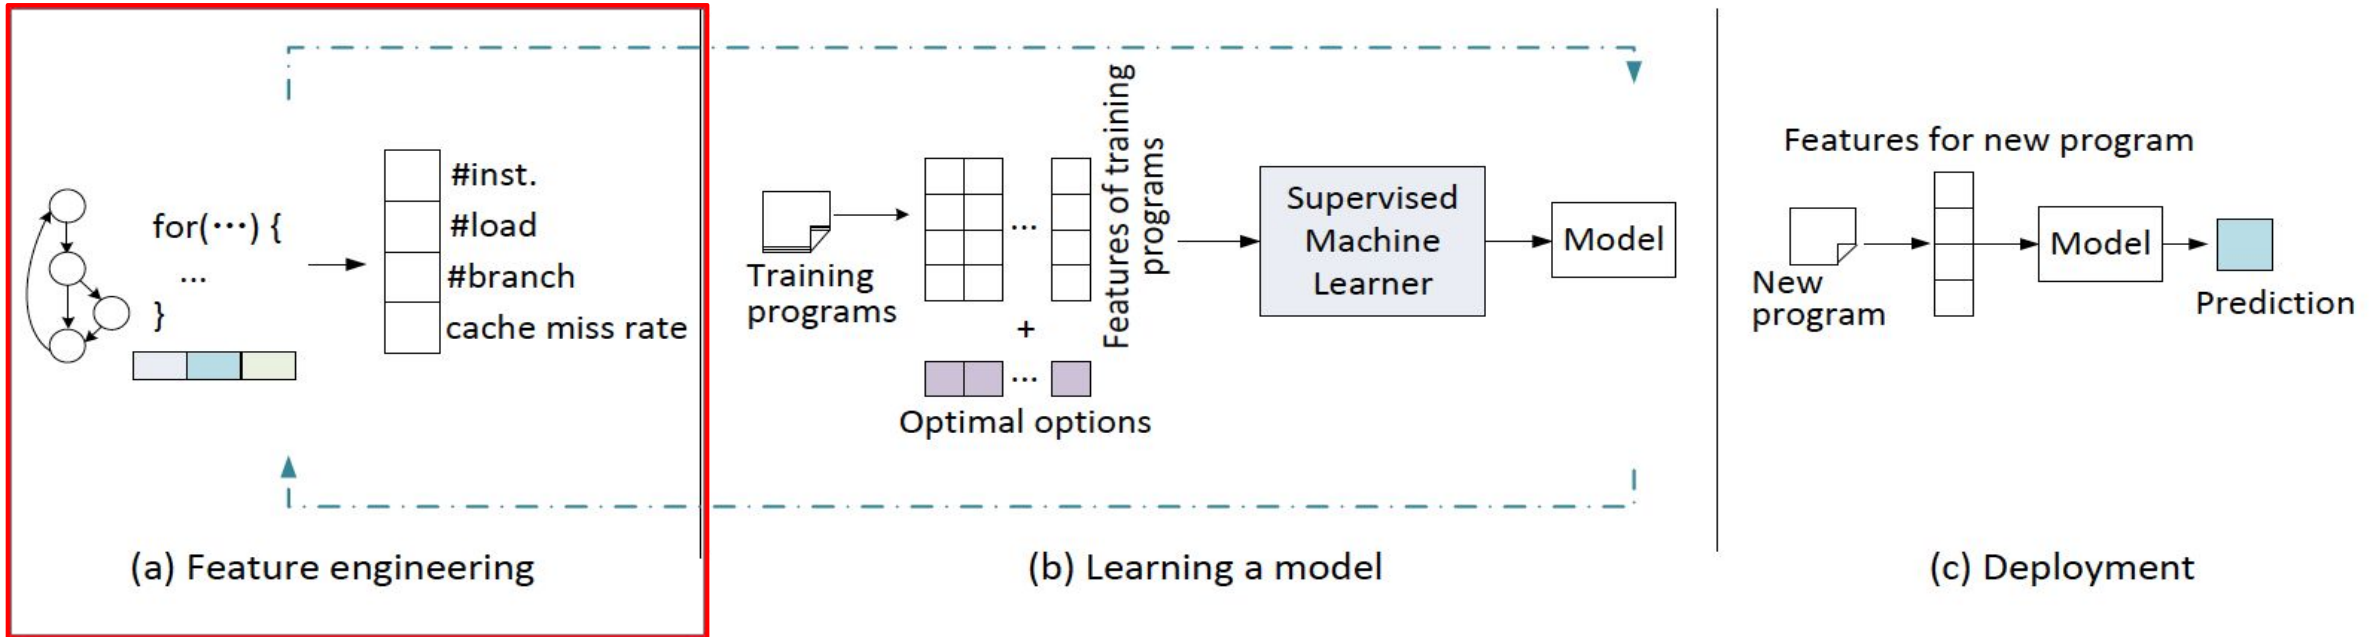 for(⋯) {
...
}
#inst.
#load
#branch
cache miss rate
(a) Feature engineering
Training
programs
...
Features of training
programs
+
...
Optimal options
Supervised
Machine
Learner
Model
(b) Learning a model
Features for new program
New
program
Model
Prediction
(c) Deployment